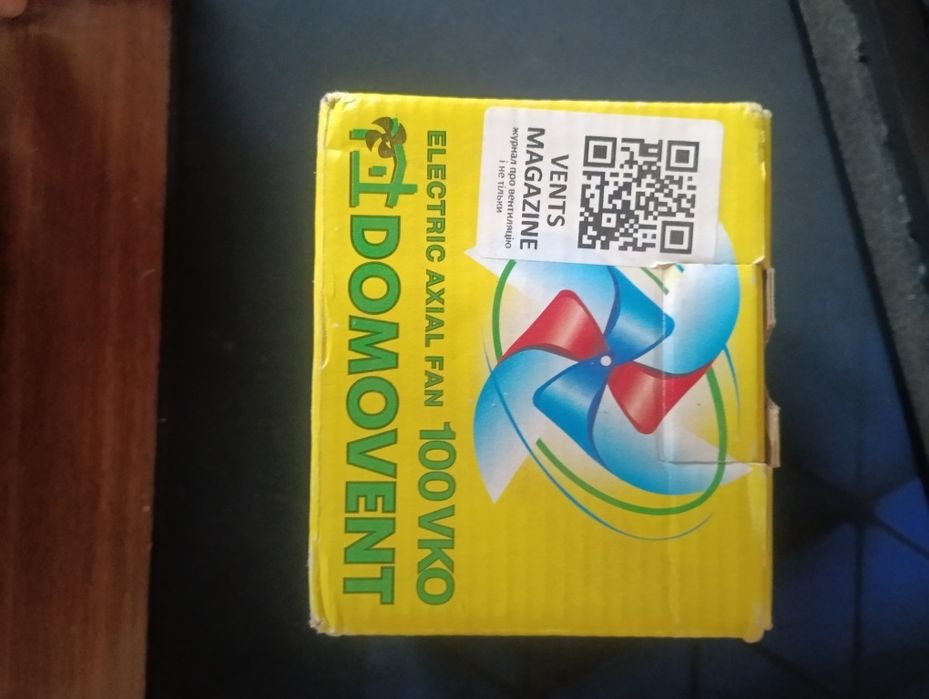 VENTS
MAGAZINE
журнал про вентиляцію
і не тільки
ELECTRIC AXIAL FAN 100 VKO
DOMOVENT